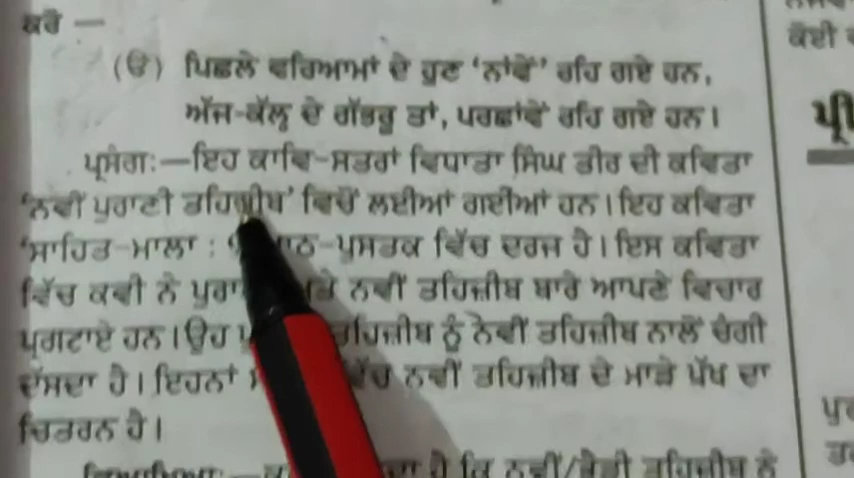 ਕਰੋ —
(ੳ) ਪਿਛਲੇ ਵਰਿਆਮਾਂ ਦੇ ਹੁਣ ‘ਨਾਂਵੇਂ’ ਰਹਿ ਗਏ ਹਨ,
ਅੱਜ-ਕੱਲ੍ਹ ਦੇ ਗੱਭਰੂ ਤਾਂ, ਪਰਛਾਂਵੇਂ ਰਹਿ ਗਏ ਹਨ।
ਪ੍ਰਸੰਗ:—ਇਹ ਕਾਵਿ-ਸਤਰਾਂ ਵਿਧਾਤਾ ਸਿੰਘ ਤੀਰ ਦੀ ਕਵਿਤਾ
‘ਨਵੀਂ ਪੁਰਾਣੀ ਤਹਿਜ਼ੀਬ’ ਵਿਚੋਂ ਲਈਆਂ ਗਈਆਂ ਹਨ।ਇਹ ਕਵਿਤਾ
‘ਸਾਹਿਤ-ਮਾਲਾ : ਪੁਸਤਕ ਵਿੱਚ ਦਰਜ ਹੈ। ਇਸ ਕਵਿਤਾ
ਵਿੱਚ ਕਵੀ ਨੇ ਨਵੀਂ ਤਹਿਜ਼ੀਬ ਬਾਰੇ ਆਪਣੇ ਵਿਚਾਰ
ਪ੍ਰਗਟਾਏ ਹਨ।ਉਹ ਤਹਿਜ਼ੀਬ ਨੂੰ ਨਵੀਂ ਤਹਿਜ਼ੀਬ ਨਾਲੋਂ ਚੰਗੀ
ਦੱਸਦਾ ਹੈ। ਇਹਨਾਂ ਵਿੱਚ ਨਵੀਂ ਤਹਿਜ਼ੀਬ ਦੇ ਮਾੜੇ ਪੱਖ ਦਾ
ਚਿਤਰਨ ਹੈ।
ਹੈ ਕਿ ਨਵੀਂ/ਤਹਿਜ਼ੀਬ ਨੇ
ਕੋਈ